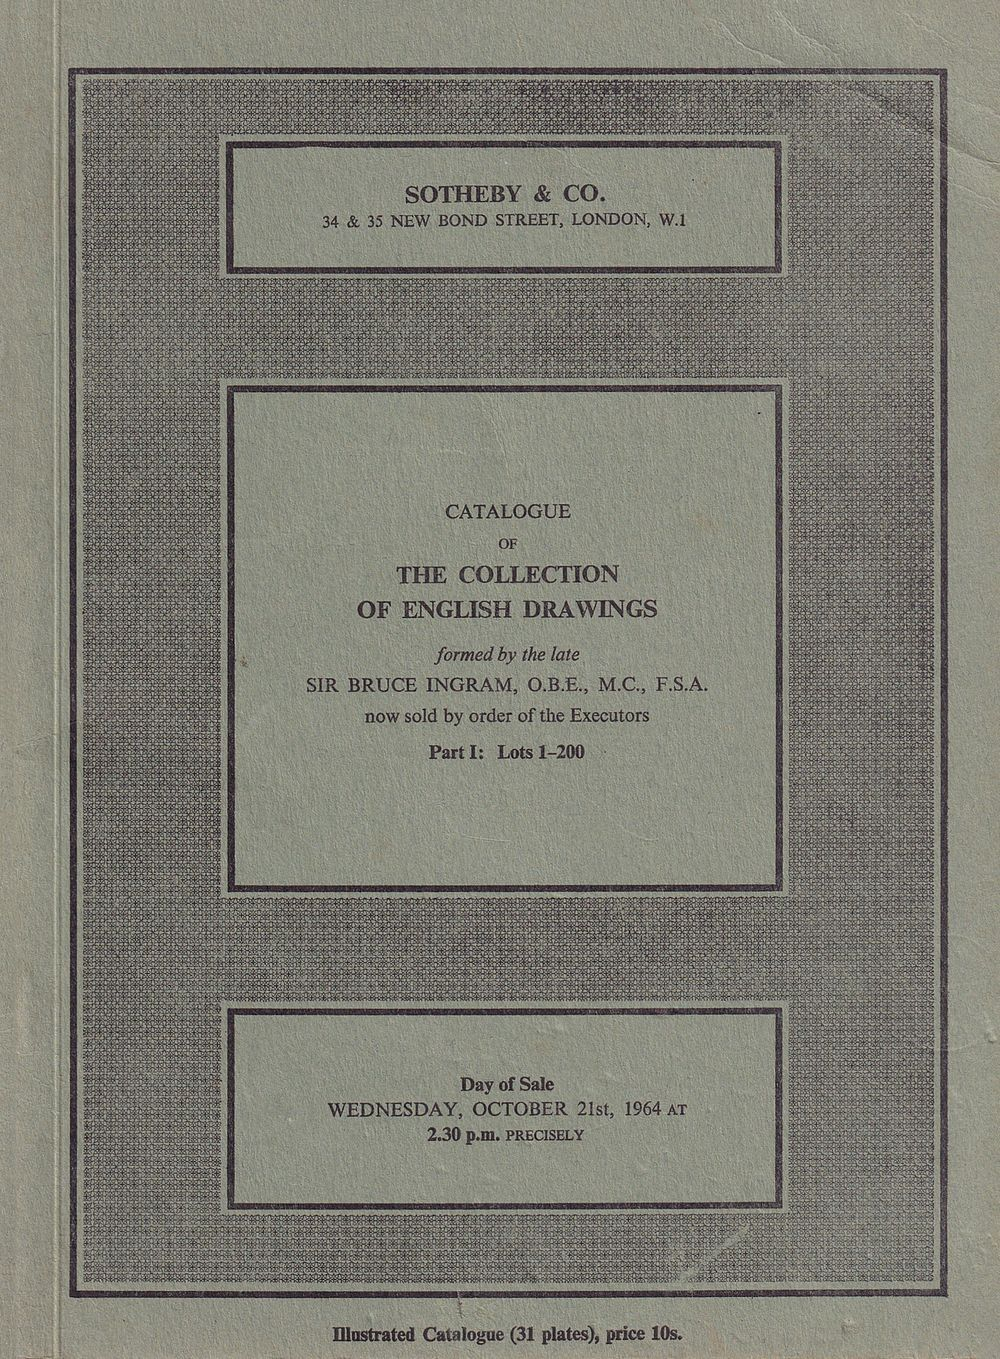 SOTHEBY & CO.
34 & 35 NEW BOND STREET, LONDON, W.1
CATALOGUE
OF
THE COLLECTION
OF ENGLISH DRAWINGS
formed by the late
SIR BRUCE INGRAM, O.B.E., M.C., F.S.A.
now sold by order of the Executors
Part I: Lots 1–200
Day of Sale
WEDNESDAY, OCTOBER 21st, 1964 AT
2.30 p.m. PRECISELY
Illustrated Catalogue (31 plates), price 10s.